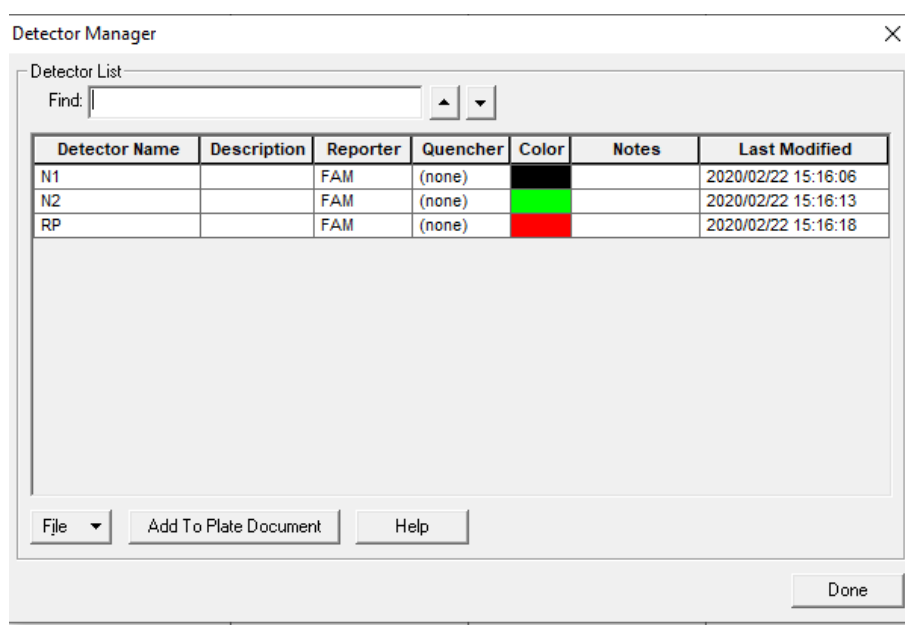 Detector Manager
Detector List
Find:
Detector Name Description Reporter Quencher Color Notes Last Modified
N1 FAM (none) 2020/02/22 15:16:06
N2 FAM (none) 2020/02/22 15:16:13
RP FAM (none) 2020/02/22 15:16:18
File Add To Plate Document Help
Done